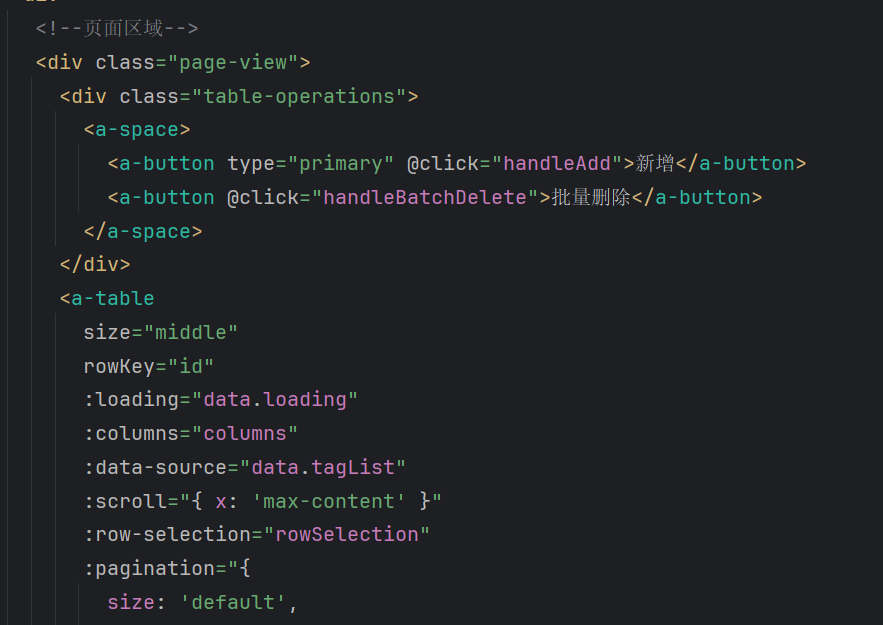 <!--页面区域-->
<div class="page-view">
<div class="table-operations">
<a-space>
<a-button type="primary" @click="handleAdd">新增</a-button>
<a-button @click="handleBatchDelete">批量删除</a-button>
</a-space>
</div>
<a-table
size="middle"
rowKey="id"
:loading="data.loading"
:columns="columns"
:data-source="data.tagList"
:scroll="{ x: 'max-content' }"
:row-selection="rowSelection"
:pagination="{
size: 'default',